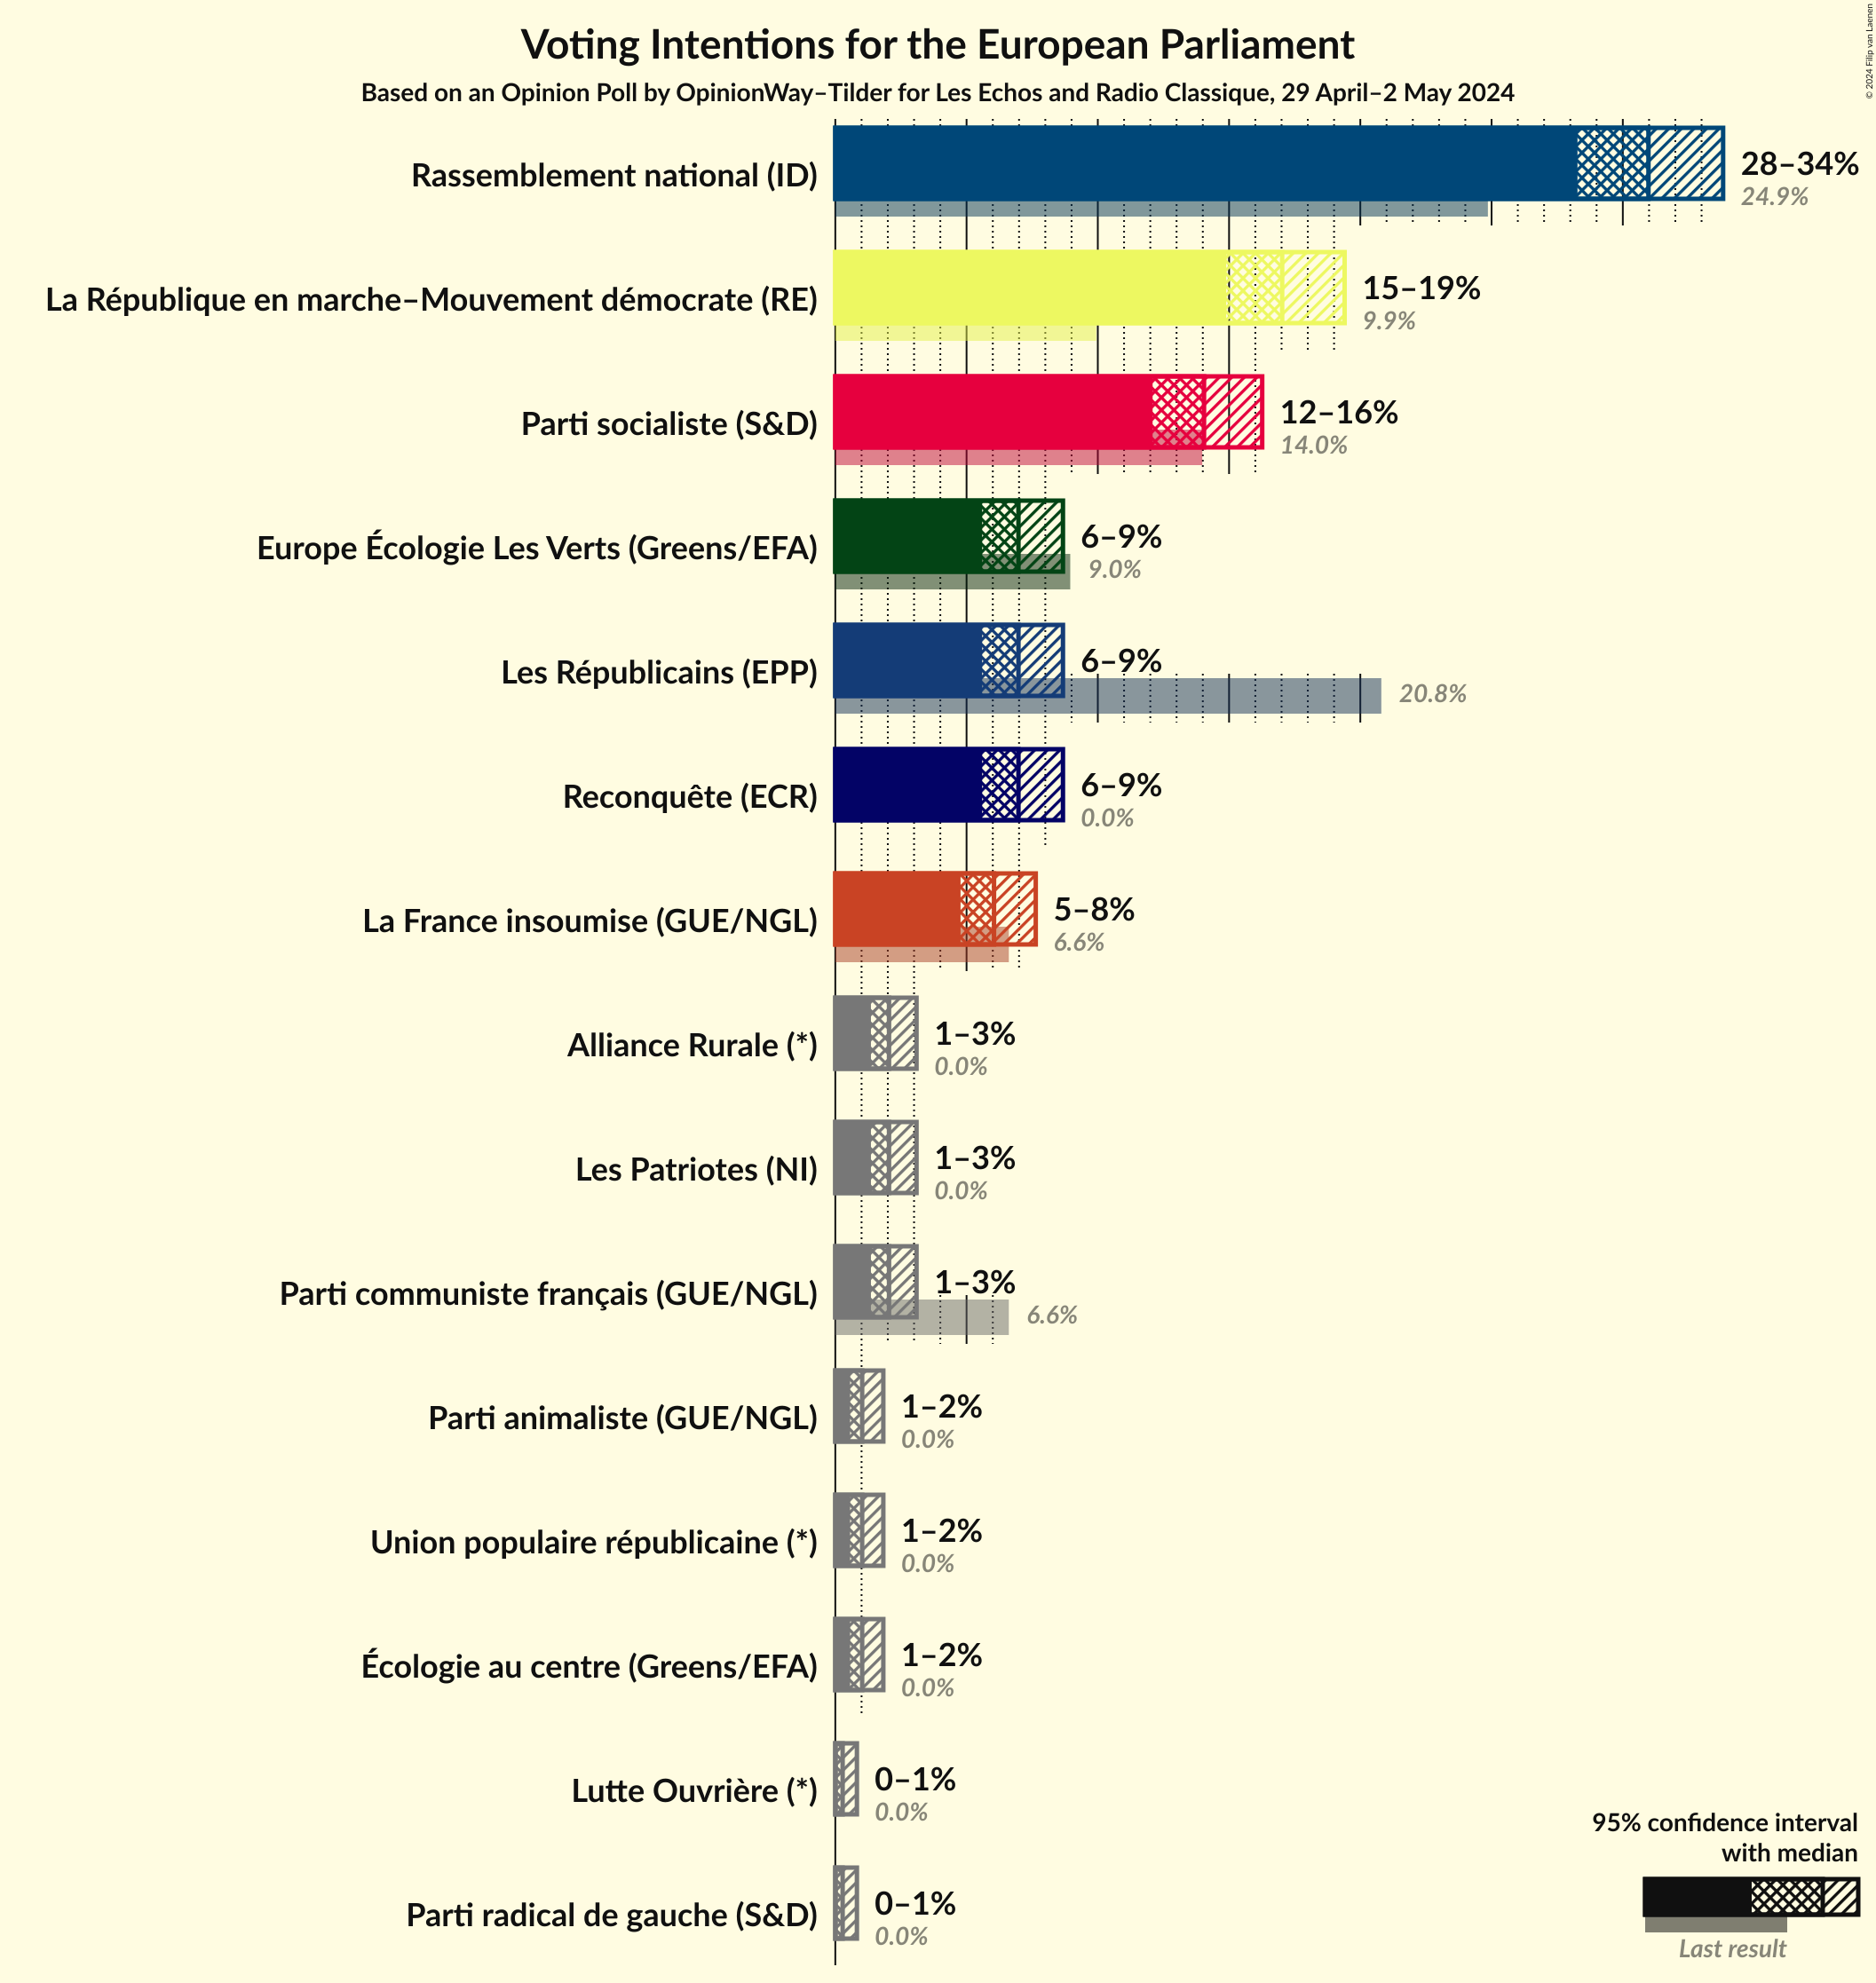 Voting Intentions for the European Parliament
Based on an Opinion Poll by OpinionWay–Tilder for Les Echos and Radio Classique, 29 April–2 May 2024
© 2024 Filip van Laenen
Rassemblement national (ID)
28–34%
24.9%
La République en marche–Mouvement démocrate (RE)
15–19%
9.9%
Parti socialiste (S&D)
12–16%
14.0%
Europe Écologie Les Verts (Greens/EFA)
6–9%
9.0%
Les Républicains (EPP)
6–9%
20.8%
Reconquête (ECR)
6–9%
0.0%
La France insoumise (GUE/NGL)
5–8%
6.6%
Alliance Rurale (*)
1–3%
0.0%
Les Patriotes (NI)
1–3%
0.0%
Parti communiste français (GUE/NGL)
1–3%
6.6%
Parti animaliste (GUE/NGL)
1–2%
0.0%
Union populaire républicaine (*)
1–2%
0.0%
Écologie au centre (Greens/EFA)
1–2%
0.0%
Lutte Ouvrière (*)
0–1%
0.0%
Parti radical de gauche (S&D)
0–1%
0.0%
95% confidence interval
with median
Last result